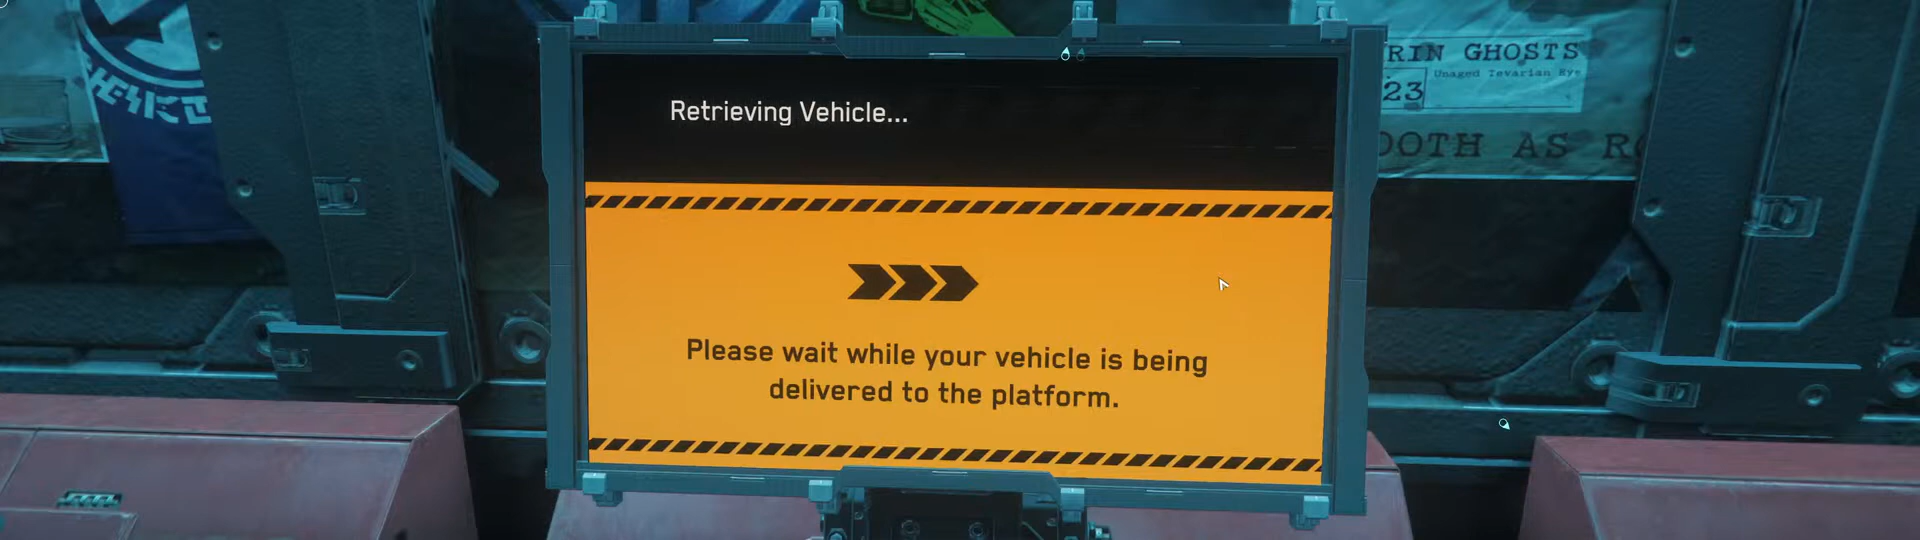 Retrieving Vehicle...
Please wait while your vehicle is being
delivered to the platform.
RIN GHOSTS
Unaged Tevarian Rye
23
OOTH AS R